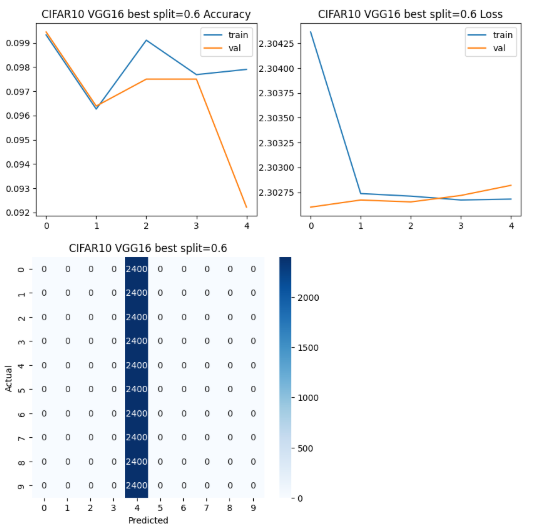 CIFAR10 VGG16 best split=0.6 Accuracy
0.099
0.098
0.097
0.096
0.095
0.094
0.093
0.092
0 1 2 3 4
train
val
CIFAR10 VGG16 best split=0.6 Loss
2.30425
2.30400
2.30375
2.30350
2.30325
2.30300
2.30275
0 1 2 3 4
train
val
CIFAR10 VGG16 best split=0.6
Actual
0 0 0 0 0 2400 0 0 0 0 0
1 0 0 0 0 2400 0 0 0 0 0
2 0 0 0 0 2400 0 0 0 0 0
3 0 0 0 0 2400 0 0 0 0 0
4 0 0 0 0 2400 0 0 0 0 0
5 0 0 0 0 2400 0 0 0 0 0
6 0 0 0 0 2400 0 0 0 0 0
7 0 0 0 0 2400 0 0 0 0 0
8 0 0 0 0 2400 0 0 0 0 0
9 0 0 0 0 2400 0 0 0 0 0
0 1 2 3 4 5 6 7 8 9
Predicted
2000
1500
1000
500
0